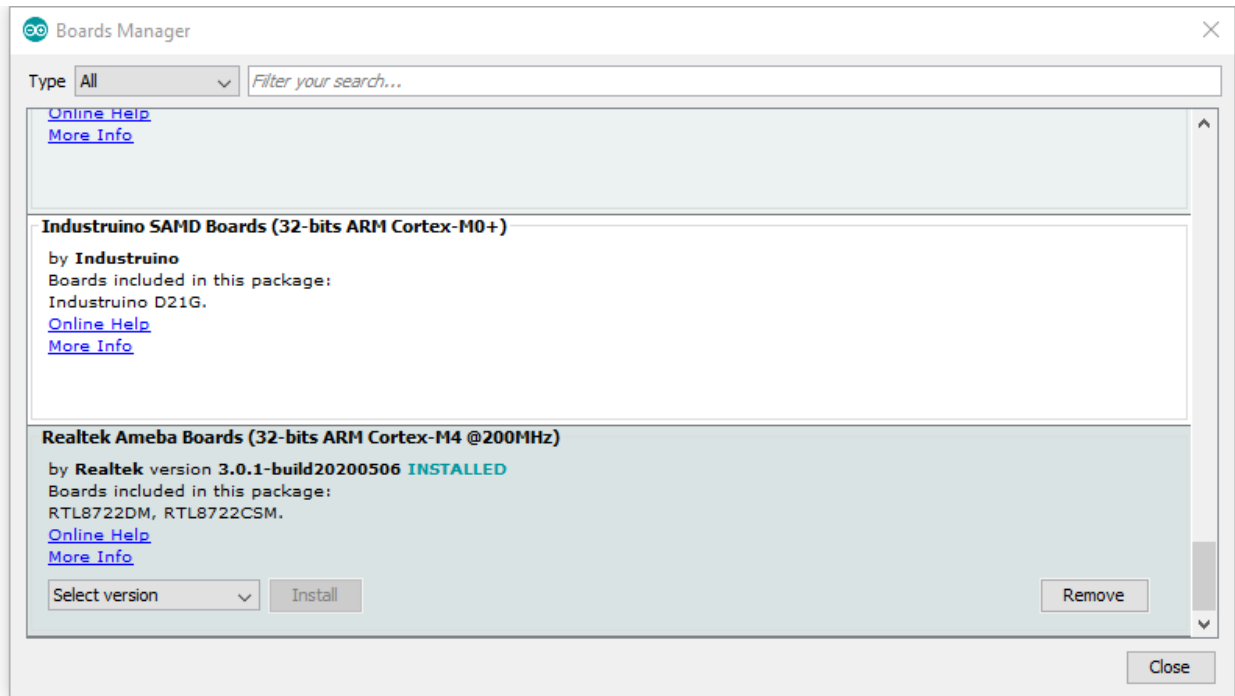 Boards Manager
Type All Filter your search...
Online Help
More Info
Industruino SAMD Boards (32-bits ARM Cortex-M0+)
by Industruino
Boards included in this package:
Industruino D21G.
Online Help
More Info
Realtek Ameba Boards (32-bits ARM Cortex-M4 @200MHz)
by Realtek version 3.0.1-build20200506 INSTALLED
Boards included in this package:
RTL8722DM, RTL8722CSM.
Online Help
More Info
Select version Install Remove
Close